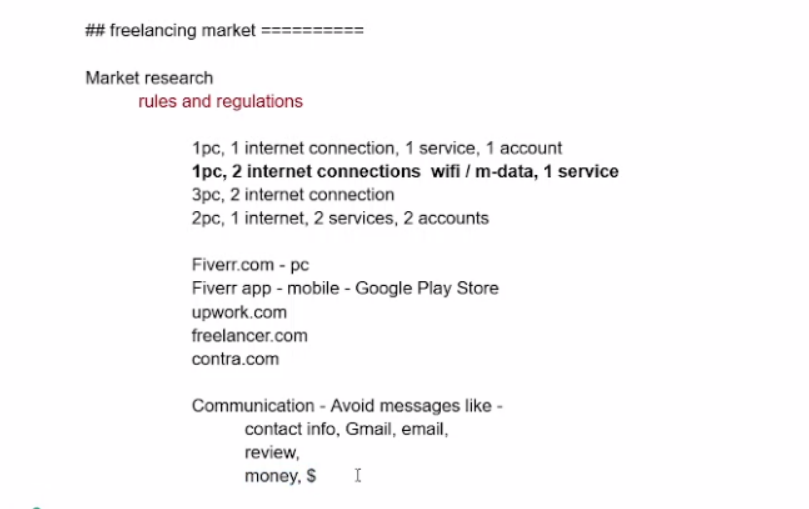 ## freelancing market ==========
Market research
rules and regulations
1pc, 1 internet connection, 1 service, 1 account
1pc, 2 internet connections  wifi / m-data, 1 service
3pc, 2 internet connection
2pc, 1 internet, 2 services, 2 accounts
Fiverr.com - pc
Fiverr app - mobile - Google Play Store
upwork.com
freelancer.com
contra.com
Communication - Avoid messages like -
contact info, Gmail, email,
review,
money, $